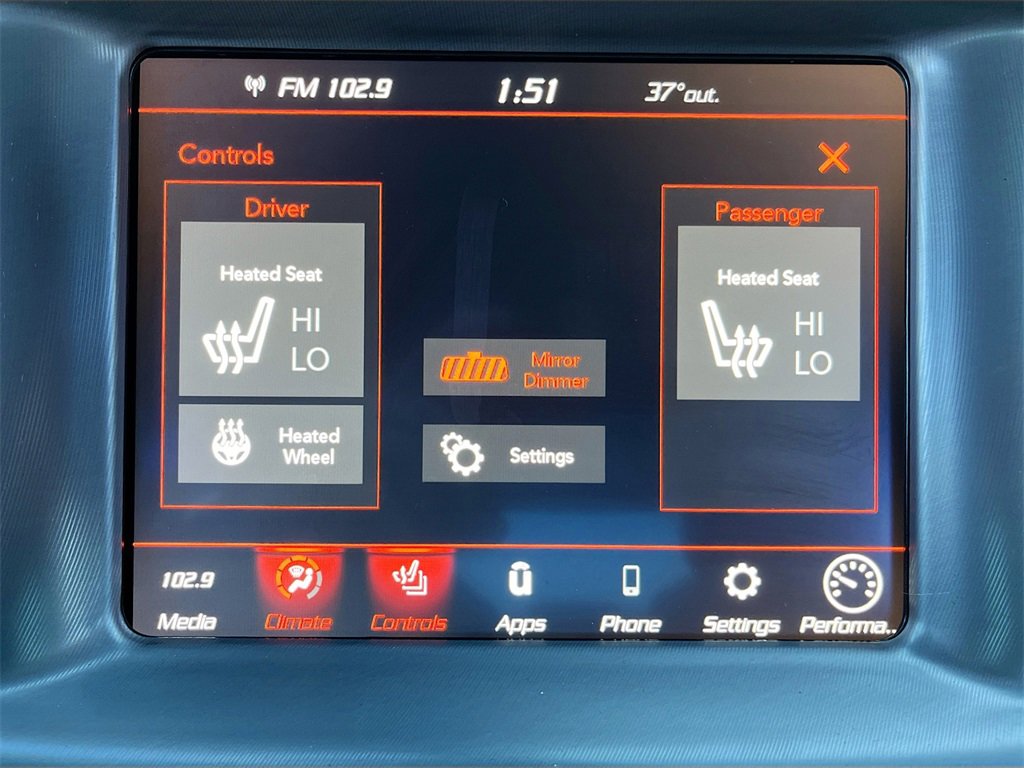 FM 102.9 1:51 37°out.
Controls
Driver
Heated Seat
HI
LO
Heated
Wheel
Mirror
Dimmer
Settings
Passenger
Heated Seat
HI
LO
102.9
Media Climate Controls Apps Phone Settings Performa..